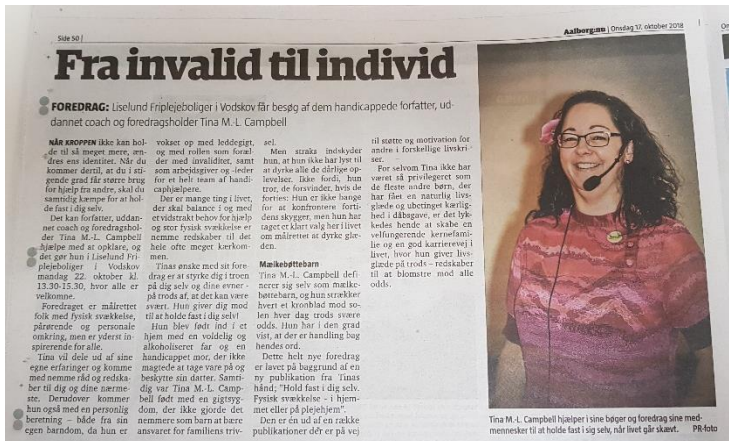 Side 50 |
Aalborg:nu | Onsdag 17. oktober 2018
Fra invalid til individ
FOREDRAG: Liselund Friplejeboliger i Vodskov får besøg af dem handicappede forfatter, ud-
dannet coach og foredragsholder Tina M.-L. Campbell
NÅR KROPPEN ikke kan hol-
de til så meget mere, æn-
dres ens identitet. Når du
kommer dertil, at du i sti-
gende grad får større brug
for hjælp fra andre, skal du
samtidig kæmpe for at hol-
de fast i dig selv.
Det kan forfatter, uddan-
net coach og foredragshol-
der Tina M.-L. Campbell
hjælpe med at opklare, og
det gør hun i Liselund Fri-
plejeboliger i Vodskov
mandag 22. oktober kl.
13.30-15.30, hvor alle er
velkomne.
Foredraget er målrettet
folk med fysisk svækkelse,
pårørende og personale
omkring, men er yderst in-
spirerende for alle.
Tina vil dele ud af sine
egne erfaringer og komme
med nemme råd og redska-
ber til dig og dine nærme-
ste. Derudover kommer
hun også med en personlig
beretning – både fra sin
egen barndom, da hun er
vokset op med leddegigt,
og med rollen som foræl-
der med invaliditet, samt
som arbejdsgiver og -leder
for et helt team af handi-
caphjælpere.
Der er mange ting i livet,
der skal balance i og med
et vidstrakt behov for hjælp
og stor fysisk svækkelse er
nemme redskaber til det
hele ofte meget kærkom-
men.
Tinas ønske med sit fore-
drag er at styrke dig i troen
på dig selv og dine evner -
på trods af, at det kan være
svært. Hun giver dig mod
til at holde fast i dig selv!
Hun blev født ind i et
hjem med en voldelig og
alkoholiseret far og en
handicappet mor, der ikke
magtede at tage vare på og
beskytte sin datter. Samti-
dig var Tina M.-L. Camp-
bell født med en gigtsyg-
dom, der ikke gjorde det
nemmere som barn at bære
ansvaret for familiens triv-
sel.
Men straks indskyder
hun, at hun ikke har lyst til
at dyrke alle de dårlige op-
levelser. Ikke fordi, hun
tror, de forsvinder, hvis de
forties: Hun er ikke bange
for at konfrontere forti-
dens skygger, men hun har
taget er klart valg her i livet
om målrettet at dyrke glæ-
den.
Mælkebøttebarn
Tina M.-L. Campbell defi-
nerer sig selv som mælke-
bøttebarn, og hun strækker
hvert et kronblad mod so-
len hver dag trods svære
odds. Hun har i den grad
vist, at der er handling bag
hendes ord.
Dette helt nye foredrag
er lavet på baggrund af en
ny publikation fra Tinas
hånd; "Hold fast i dig selv.
Fysisk svækkelse - i hjem-
met eller på plejehjem".
Den er én ud af en række
publikationer dér er på vej
til støtte og motivation for
andre i forskellige livskri-
ser.
For selvom Tina ikke har
været så privilegeret som
de fleste andre børn, der
har fået en naturlig livs-
glæde og ubetinget kærlig-
hed i dåbsgave, er det lyk-
kedes hende at skabe en
velfungerende kernefami-
lie og en god karrierevej i
livet, hvor hun giver livs-
glæde på trods – redskaber
til at blomstre mod alle
odds.
Tina M.-L. Campbell hjælper i sine bøger og foredrag sine med-
mennesker til at holde fast i sig selv, når livet går skævt. PR-foto